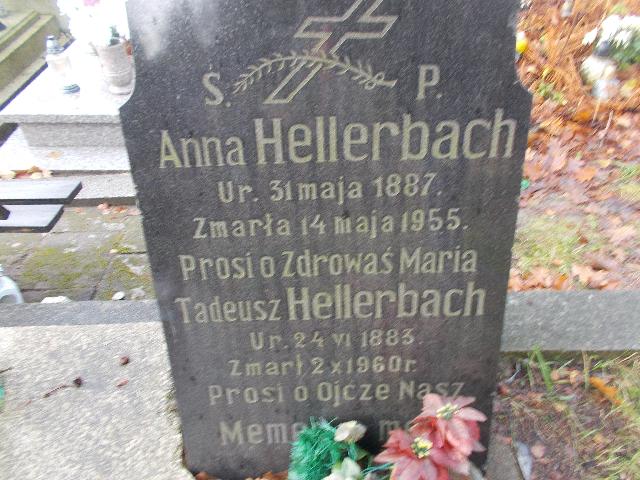 Ś. P.
Anna Hellerbach
Ur. 31 maja 1887.
Zmarła 14 maja 1955.
Prosi o Zdrowaś Maria
Tadeusz Hellerbach
Ur. 24 VI 1883.
Zmarł 2 X 1960r.
Prosi o Ojcze Nasz